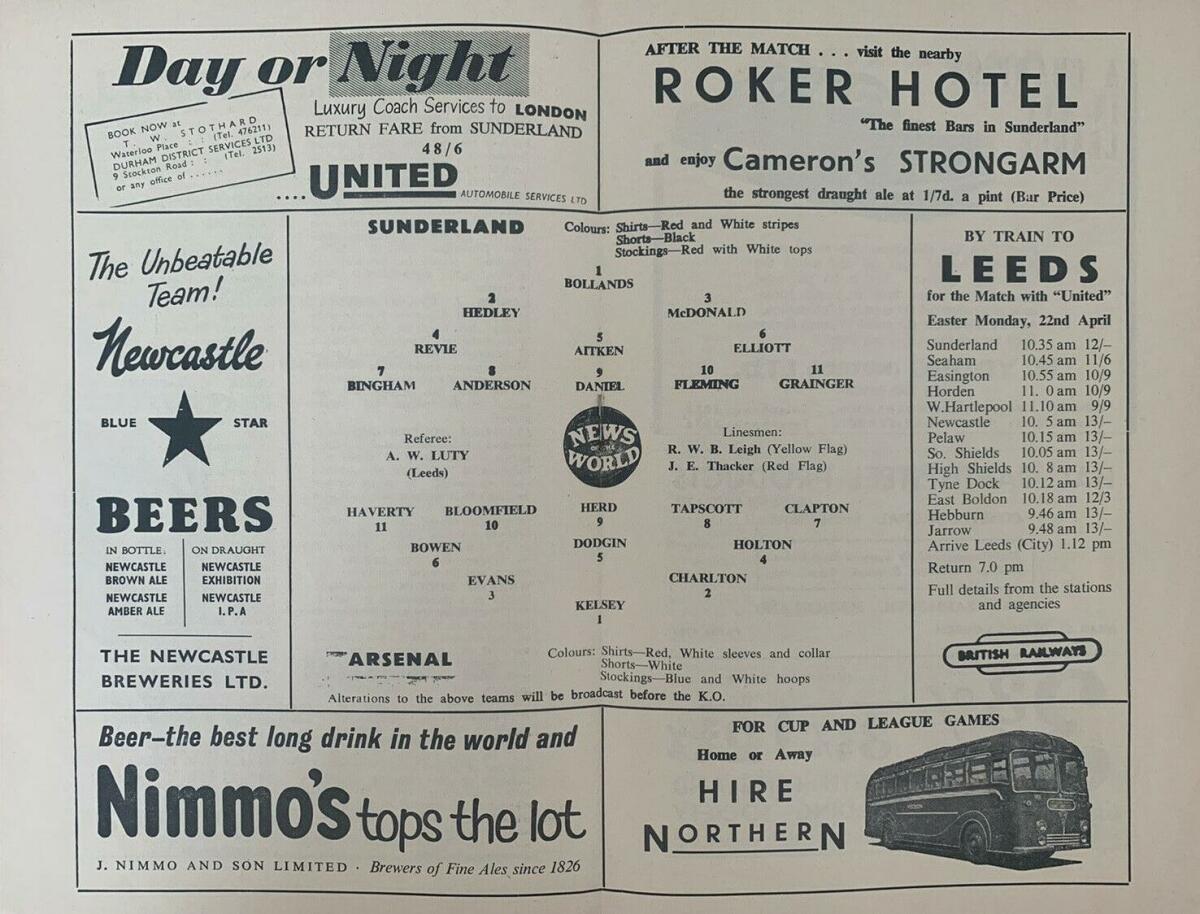 Day or Night
Luxury Coach Services to LONDON
RETURN FARE from SUNDERLAND
48/6
BOOK NOW at
T. W. STOTHARD
Waterloo Place : : (Tel. 476211)
DURHAM DISTRICT SERVICES LTD
9 Stockton Road : : (Tel. 2513)
or any office of ......
....UNITED
AUTOMOBILE SERVICES LTD
AFTER THE MATCH . . . visit the nearby
ROKER HOTEL
"The finest Bars in Sunderland"
and enjoy Cameron's STRONGARM
the strongest draught ale at 1/7d. a pint (Bar Price)
The Unbeatable
Team!
Newcastle
BLUE STAR
BEERS
IN BOTTLE: ON DRAUGHT
NEWCASTLE NEWCASTLE
BROWN ALE EXHIBITION
NEWCASTLE NEWCASTLE
AMBER ALE I.P.A
THE NEWCASTLE
BREWERIES LTD.
SUNDERLAND
Colours: Shirts—Red and White stripes
Shorts—Black
Stockings—Red with White tops
1
BOLLANDS
2 3
HEDLEY McDONALD
4 5 6
REVIE AITKEN ELLIOTT
7 8 9 10 11
BINGHAM ANDERSON DANIEL FLEMING GRAINGER
NEWS
OF THE
WORLD
Referee:
A. W. LUTY
(Leeds)
Linesmen:
R. W. B. Leigh (Yellow Flag)
J. E. Thacker (Red Flag)
HAVERTY BLOOMFIELD HERD TAPSCOTT CLAPTON
11 10 9 8 7
BOWEN DODGIN HOLTON
6 5 4
EVANS CHARLTON
3 2
KELSEY
1
ARSENAL
Colours: Shirts—Red, White sleeves and collar
Shorts—White
Stockings—Blue and White hoops
Alterations to the above teams will be broadcast before the K.O.
BY TRAIN TO
LEEDS
for the Match with "United"
Easter Monday, 22nd April
Sunderland 10.35 am 12/–
Seaham 10.45 am 11/6
Easington 10.55 am 10/9
Horden 11. 0 am 10/9
W.Hartlepool 11.10 am 9/9
Newcastle 10. 5 am 13/–
Pelaw 10.15 am 13/–
So. Shields 10.05 am 13/–
High Shields 10. 8 am 13/–
Tyne Dock 10.12 am 13/–
East Boldon 10.18 am 12/3
Hebburn 9.46 am 13/–
Jarrow 9.48 am 13/–
Arrive Leeds (City) 1.12 pm
Return 7.0 pm
Full details from the stations
and agencies
BRITISH RAILWAYS
Beer–the best long drink in the world and
Nimmo's tops the lot
J. NIMMO AND SON LIMITED · Brewers of Fine Ales since 1826
FOR CUP AND LEAGUE GAMES
Home or Away
HIRE
NORTHERN